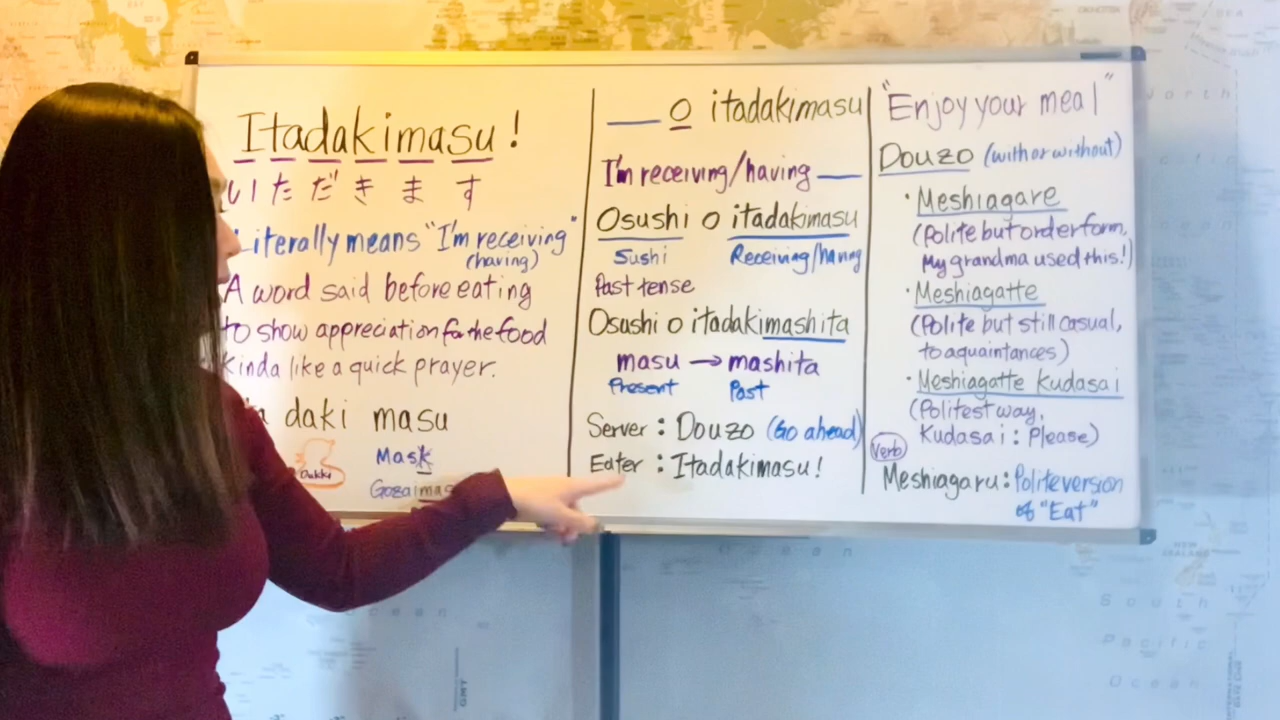 Itadakimasu!
いただきます
Literally means "I'm receiving"
(having)
A word said before eating
to show appreciation for the food
kinda like a quick prayer.
daki masu
Dukki
Mask
Gozaimas
___ o itadakimasu
I'm receiving/having ___
Osushi o itadakimasu
Sushi Receiving/having
Past tense
Osushi o itadakimashita
masu → mashita
Present Past
Server : Douzo (Go ahead)
Eater : Itadakimasu!
"Enjoy your meal"
Douzo (with or without)
・Meshiagare
(Polite but order form,
My grandma used this!)
・Meshiagatte
(Polite but still casual,
to aquaintances)
・Meshiagatte kudasai
(Politest way,
Kudasai : Please)
Verb
Meshiagaru : Polite version
of "Eat"
GMT